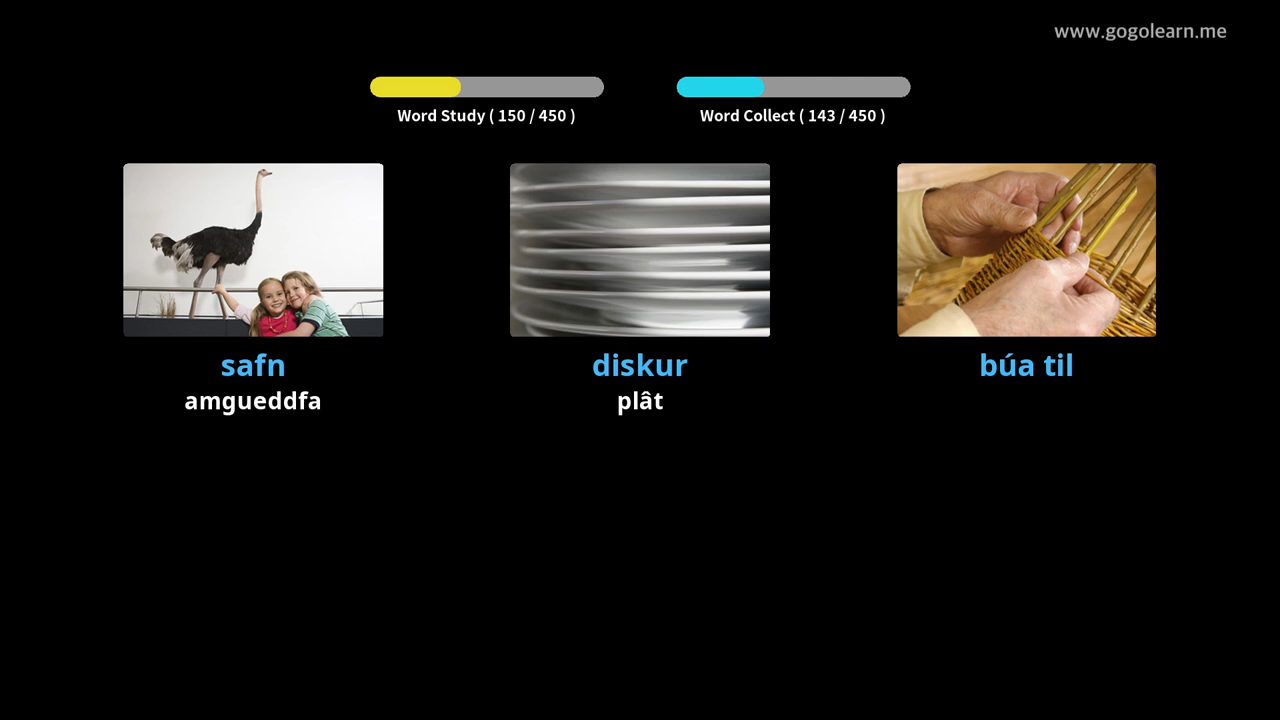 www.gogolearn.me
Word Study ( 150 / 450 )
Word Collect ( 143 / 450 )
safn
diskur
búa til
amgueddfa
plât